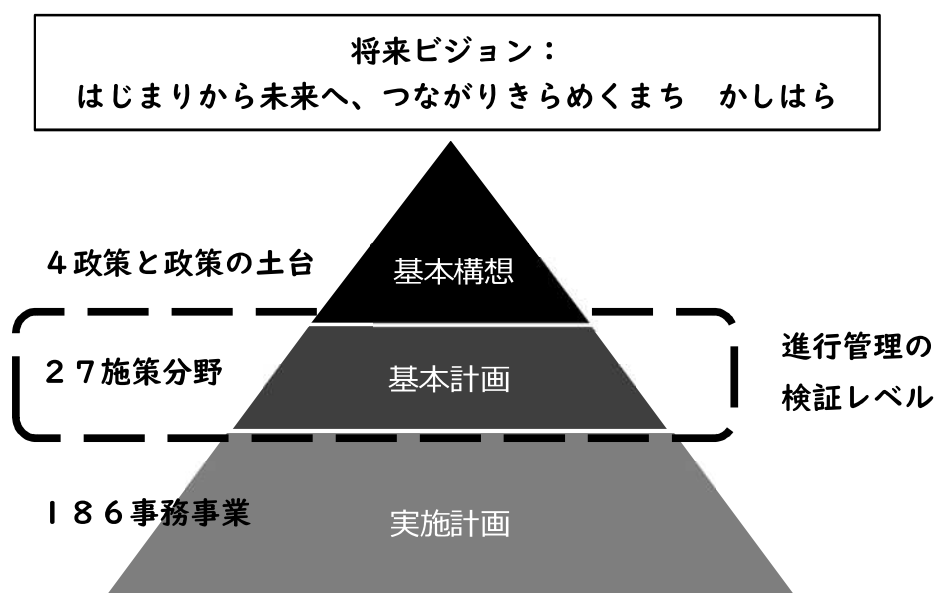 将来ビジョン：
はじまりから未来へ、つながりきらめくまち　かしはら
４政策と政策の土台
基本構想
２７施策分野
基本計画
進行管理の
検証レベル
１８６事務事業
実施計画